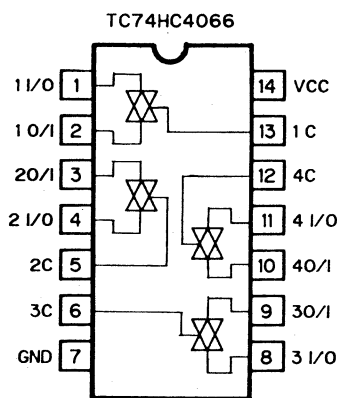 TC74HC4066
1 I/O 1
1 O/I 2
2O/I 3
2 I/O 4
2C 5
3C 6
GND 7
14 VCC
13 1C
12 4C
11 4 I/O
10 4O/I
9 3O/I
8 3 I/O